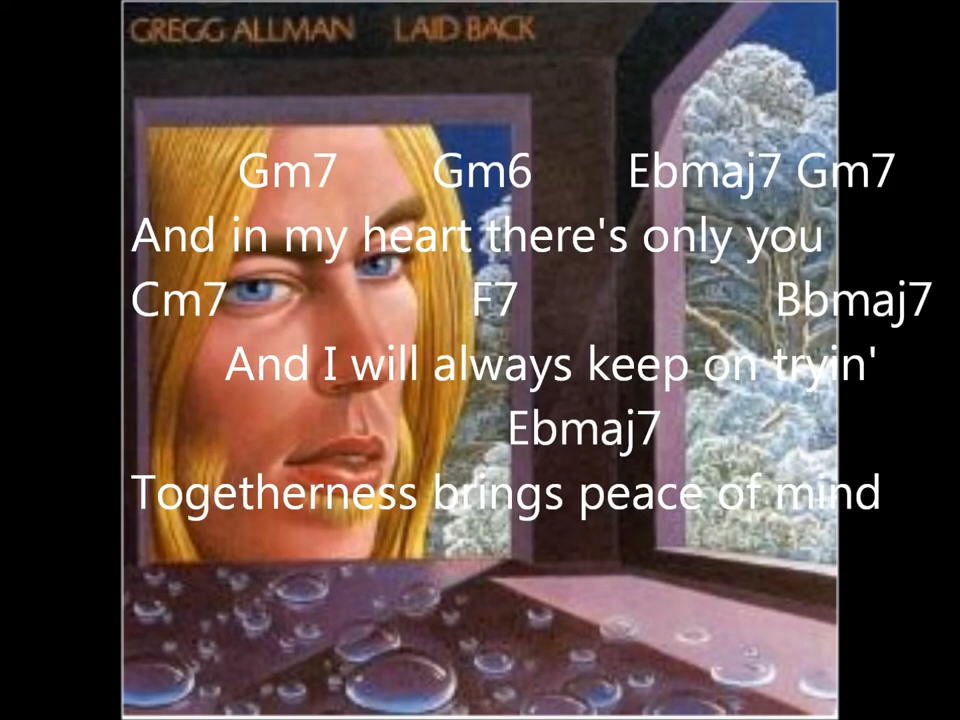 GREGG ALLMAN LAID BACK
Gm7 Gm6 Ebmaj7 Gm7
And in my heart there's only you
Cm7 F7 Bbmaj7
And I will always keep on tryin'
Ebmaj7
Togetherness brings peace of mind